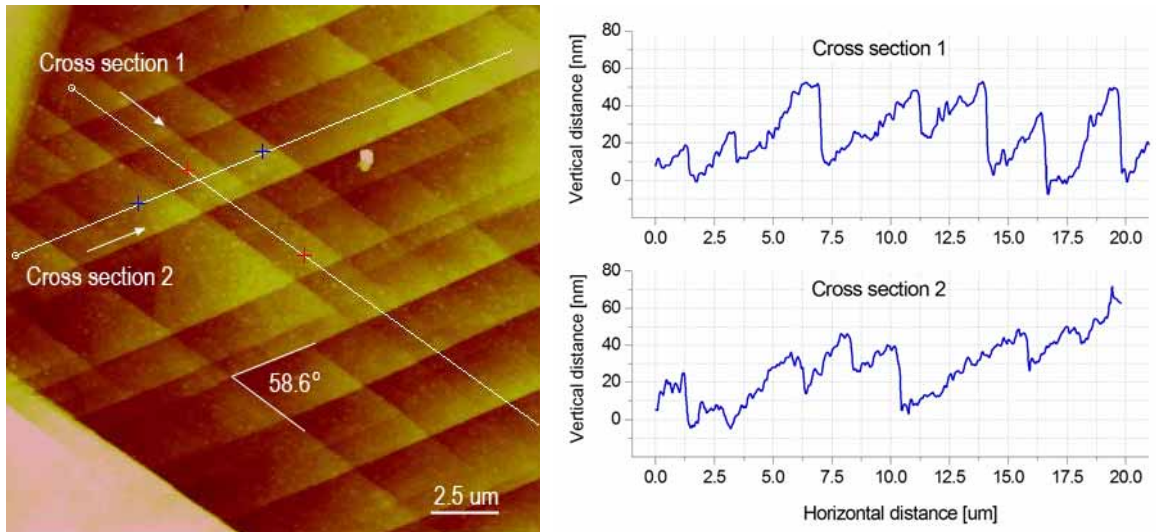 Cross section 1
Cross section 2
58.6º
2.5 um
Cross section 1
Vertical distance [nm]
80
60
40
20
0
0.0 2.5 5.0 7.5 10.0 12.5 15.0 17.5 20.0
Cross section 2
Vertical distance [nm]
80
60
40
20
0
0.0 2.5 5.0 7.5 10.0 12.5 15.0 17.5 20.0
Horizontal distance [um]